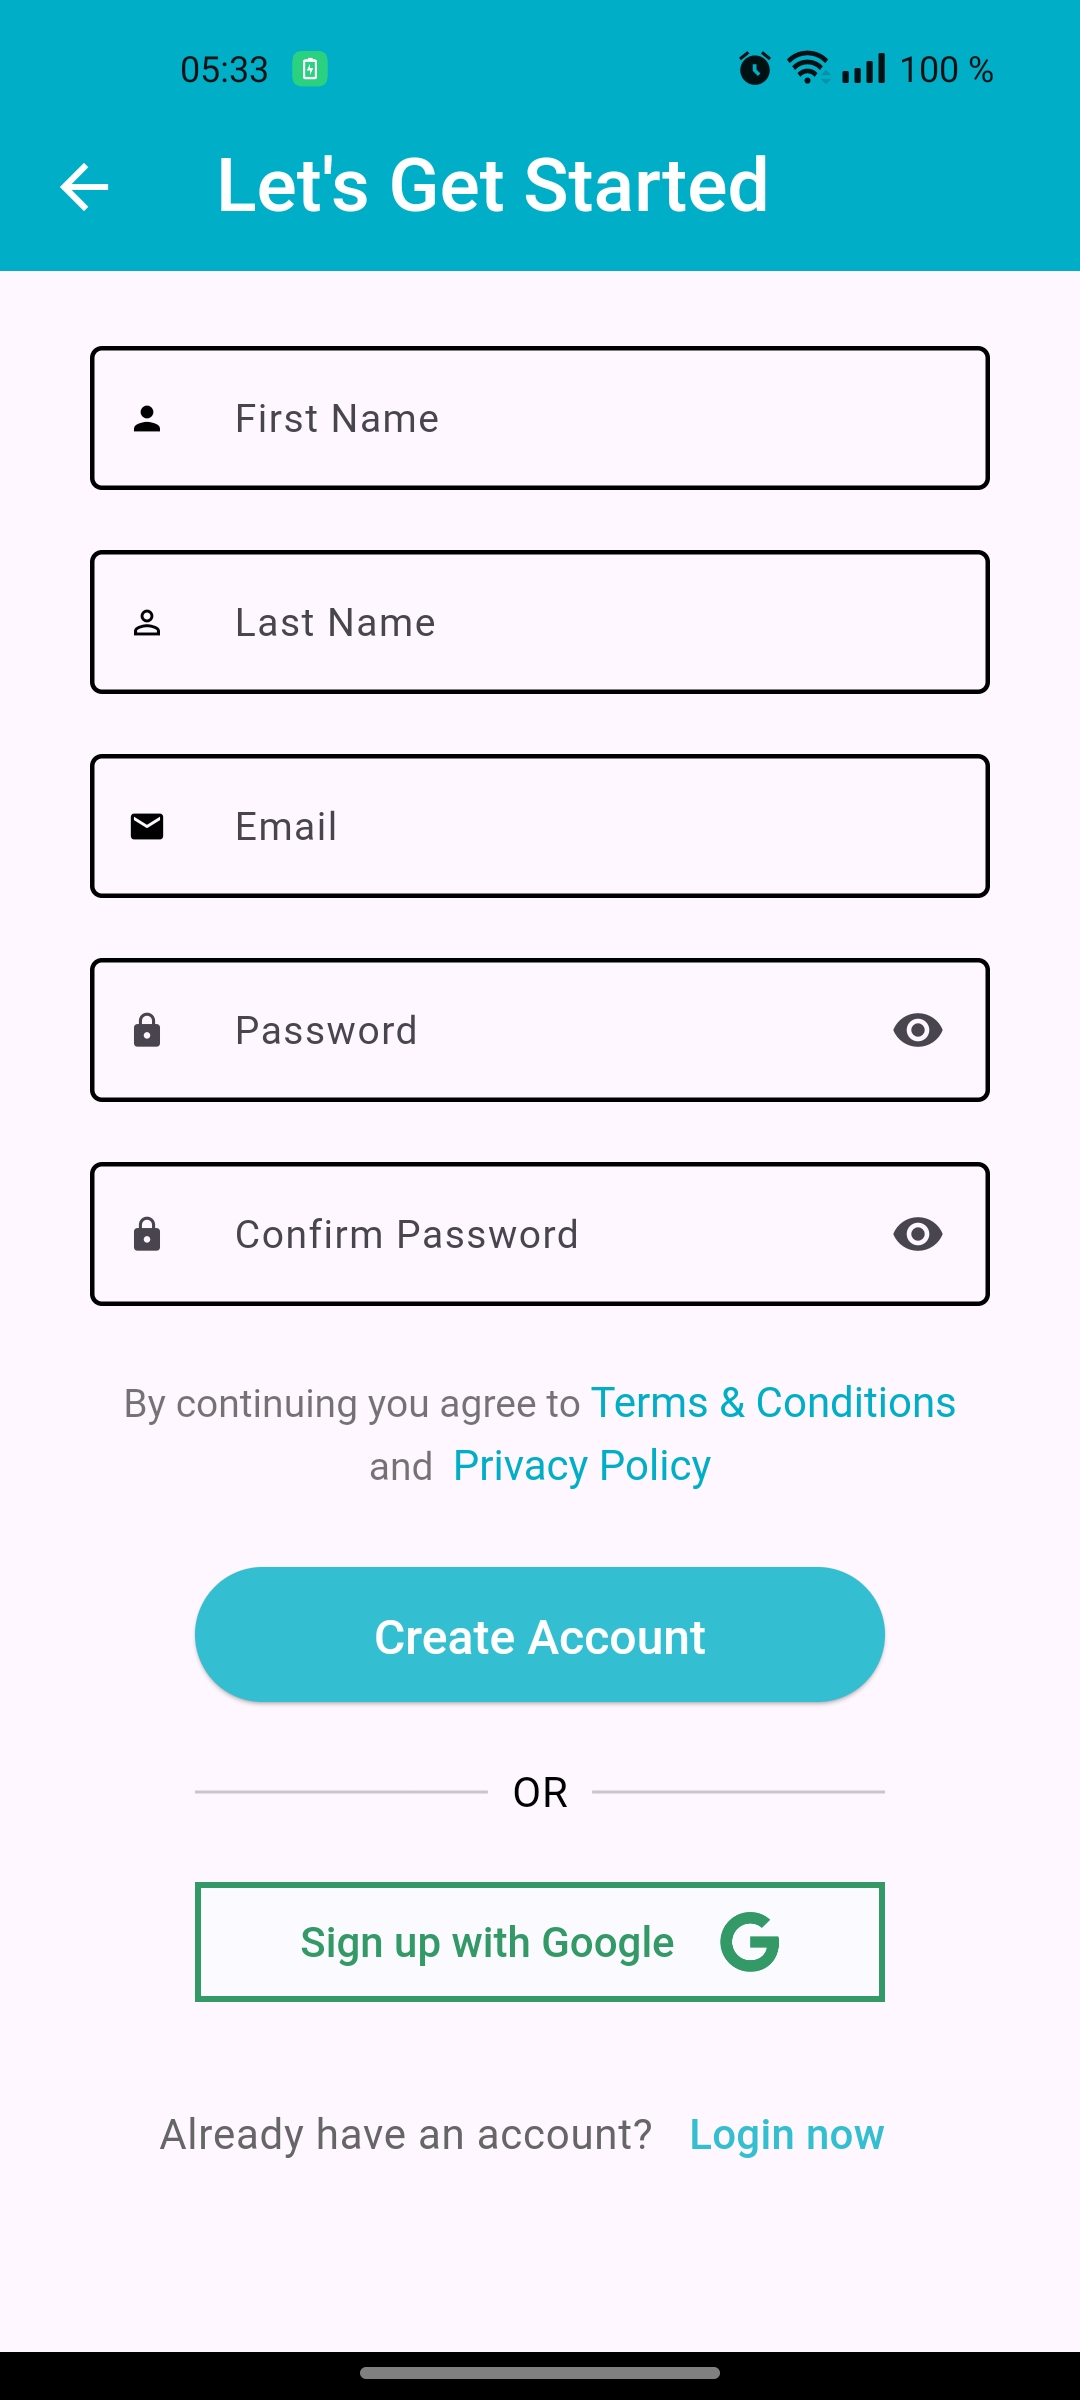 05:33 100 %
Let's Get Started
First Name
Last Name
Email
Password
Confirm Password
By continuing you agree to Terms & Conditions
and Privacy Policy
Create Account
OR
Sign up with Google G
Already have an account? Login now